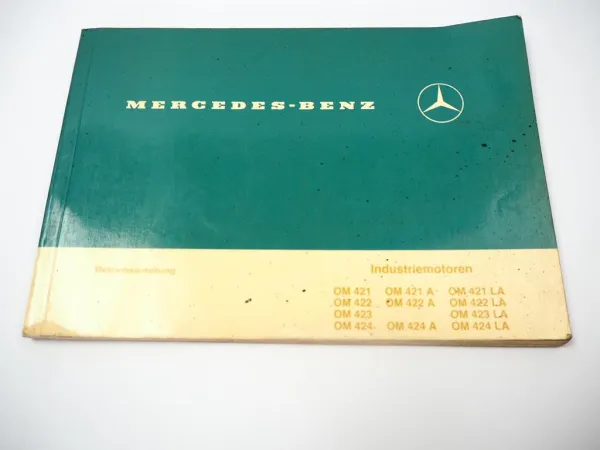 MERCEDES-BENZ
Betriebsanleitung
Industriemotoren
OM 421 OM 421 A OM 421 LA
OM 422 OM 422 A OM 422 LA
OM 423 OM 423 LA
OM 424 OM 424 A OM 424 LA